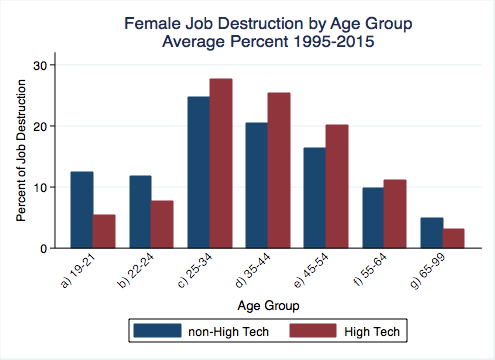 Female Job Destruction by Age Group
Average Percent 1995-2015
Percent of Job Destruction
30
20
10
0
a) 19-21
b) 22-24
c) 25-34
d) 35-44
e) 45-54
f) 55-64
g) 65-99
Age Group
non-High Tech
High Tech